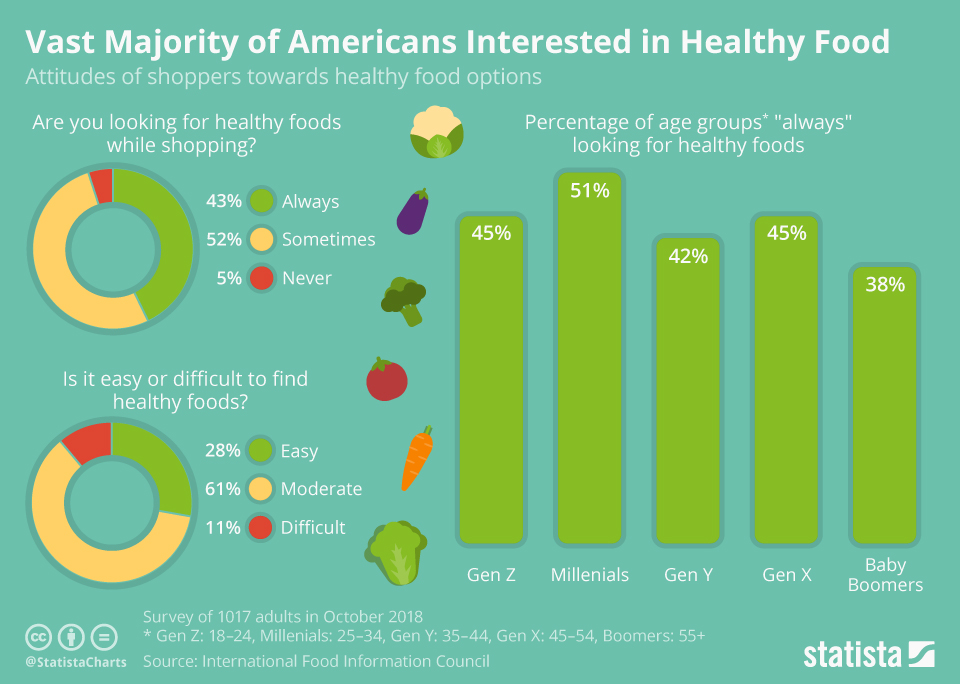 Vast Majority of Americans Interested in Healthy Food
Attitudes of shoppers towards healthy food options
Are you looking for healthy foods
while shopping?
43% Always
52% Sometimes
5% Never
Is it easy or difficult to find
healthy foods?
28% Easy
61% Moderate
11% Difficult
Percentage of age groups* "always"
looking for healthy foods
45%
51%
42%
45%
38%
Gen Z
Millenials
Gen Y
Gen X
Baby
Boomers
Survey of 1017 adults in October 2018
* Gen Z: 18–24, Millenials: 25–34, Gen Y: 35–44, Gen X: 45–54, Boomers: 55+
Source: International Food Information Council
cc
@StatistaCharts
statista